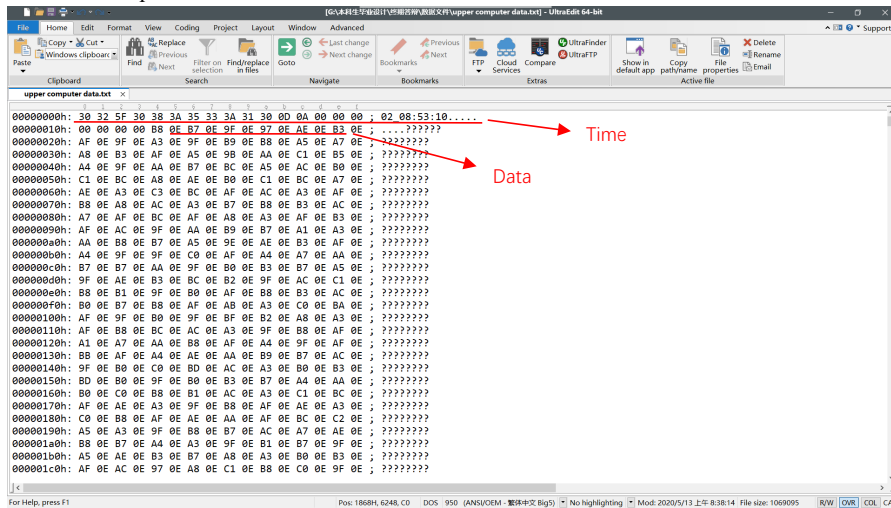 [G:\本科生毕业设计\终期答辩\数据文件\upper computer data.txt] - UltraEdit 64-bit
File Home Edit Format View Coding Project Layout Window Advanced
Support
Copy Cut
Windows clipboard
Paste
Clipboard
Find
Replace
Previous
Next
Filter on selection
Find/replace in files
Search
Goto
Last change
Next change
Navigate
Bookmarks
Previous
Next
Bookmarks
FTP
Cloud Services
Compare
UltraFinder
UltraFTP
Extras
Show in default app
Copy path/name
File properties
Delete
Rename
Email
Active file
upper computer data.txt ×
0 1 2 3 4 5 6 7 8 9 a b c d e f
00000000h: 30 32 5F 30 38 3A 35 33 3A 31 30 0D 0A 00 00 00 ; 02_08:53:10.....
00000010h: 00 00 00 00 B8 0E B7 0E 9F 0E 97 0E AE 0E B3 0E ; ....??????
00000020h: AF 0E 9F 0E A3 0E 9F 0E B9 0E B8 0E A5 0E A7 0E ; ????????
00000030h: A8 0E B3 0E AF 0E A5 0E 9B 0E AA 0E C1 0E B5 0E ; ????????
00000040h: A4 0E 9F 0E AA 0E B7 0E BC 0E A5 0E AC 0E B0 0E ; ????????
00000050h: C1 0E BC 0E A8 0E AE 0E B0 0E C1 0E BC 0E A7 0E ; ????????
00000060h: AE 0E A3 0E C3 0E BC 0E AF 0E AC 0E A3 0E AF 0E ; ????????
00000070h: B8 0E A8 0E AC 0E A3 0E B7 0E B8 0E B3 0E AC 0E ; ????????
00000080h: A7 0E AF 0E BC 0E AF 0E A8 0E A3 0E AF 0E B3 0E ; ????????
00000090h: AF 0E AC 0E 9F 0E AA 0E B9 0E B7 0E A1 0E A3 0E ; ????????
000000a0h: AA 0E B8 0E B7 0E A5 0E 9E 0E AE 0E B3 0E AF 0E ; ????????
000000b0h: A4 0E 9F 0E 9F 0E C0 0E AF 0E A4 0E A7 0E AA 0E ; ????????
000000c0h: B7 0E B7 0E AA 0E 9F 0E B0 0E B3 0E B7 0E A5 0E ; ????????
000000d0h: 9F 0E AE 0E B3 0E BC 0E B2 0E 9F 0E AC 0E C1 0E ; ????????
000000e0h: B8 0E B1 0E 9F 0E B0 0E AF 0E B8 0E B3 0E AC 0E ; ????????
000000f0h: B0 0E B7 0E B8 0E AF 0E AB 0E A3 0E C0 0E BA 0E ; ????????
00000100h: AF 0E 9F 0E B0 0E 9F 0E BF 0E B2 0E A8 0E A3 0E ; ????????
00000110h: AF 0E B8 0E BC 0E AC 0E A3 0E 9F 0E B8 0E AF 0E ; ????????
00000120h: A1 0E A7 0E AA 0E B8 0E AF 0E A4 0E 9F 0E AF 0E ; ????????
00000130h: BB 0E AF 0E A4 0E AE 0E AA 0E B9 0E B7 0E AC 0E ; ????????
00000140h: 9F 0E B0 0E C0 0E BD 0E AC 0E A3 0E B0 0E B3 0E ; ????????
00000150h: BD 0E B0 0E 9F 0E B0 0E B3 0E B7 0E A4 0E AA 0E ; ????????
00000160h: B0 0E C0 0E B8 0E B1 0E AC 0E A3 0E C1 0E BC 0E ; ????????
00000170h: AF 0E AE 0E A3 0E 9F 0E B8 0E AF 0E AE 0E A3 0E ; ????????
00000180h: C0 0E B8 0E AF 0E AE 0E AA 0E AF 0E BC 0E C2 0E ; ????????
00000190h: A5 0E A3 0E 9F 0E B8 0E B7 0E AC 0E A7 0E AE 0E ; ????????
000001a0h: B8 0E B7 0E A4 0E A3 0E 9F 0E B1 0E B7 0E 9F 0E ; ????????
000001b0h: A5 0E AE 0E B3 0E B7 0E A8 0E A3 0E B0 0E B3 0E ; ????????
000001c0h: AF 0E AC 0E 97 0E A8 0E C1 0E B8 0E C0 0E 9F 0E ; ????????
Time
Data
For Help, press F1 Pos: 1868H, 6248, C0 DOS 950 (ANSI/OEM - 繁体中文 Big5) No highlighting Mod: 2020/5/13 上午 8:38:14 File size: 1069095 R/W OVR COL CA